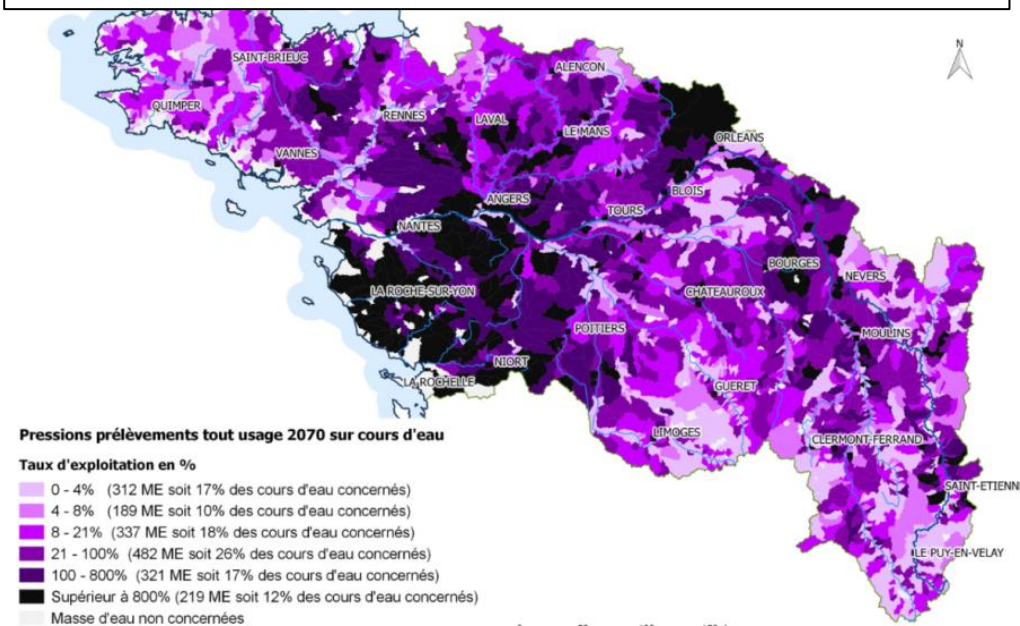 N
SAINT-BRIEUC
ALENCON
QUIMPER
RENNES
LAVAL
LE MANS
ORLEANS
VANNES
BLOIS
ANGERS
TOURS
NANTES
BOURGES
NEVERS
LA ROCHE-SUR-YON
CHATEAUROUX
POITIERS
MOULINS
NIORT
LA ROCHELLE
GUERET
LIMOGES
CLERMONT-FERRAND
SAINT-ETIENN
LE PUY-EN-VELAY
Pressions prélèvements tout usage 2070 sur cours d'eau
Taux d'exploitation en %
0 - 4% (312 ME soit 17% des cours d'eau concernés)
4 - 8% (189 ME soit 10% des cours d'eau concernés)
8 - 21% (337 ME soit 18% des cours d'eau concernés)
21 - 100% (482 ME soit 26% des cours d'eau concernés)
100 - 800% (321 ME soit 17% des cours d'eau concernés)
Supérieur à 800% (219 ME soit 12% des cours d'eau concernés)
Masse d'eau non concernées